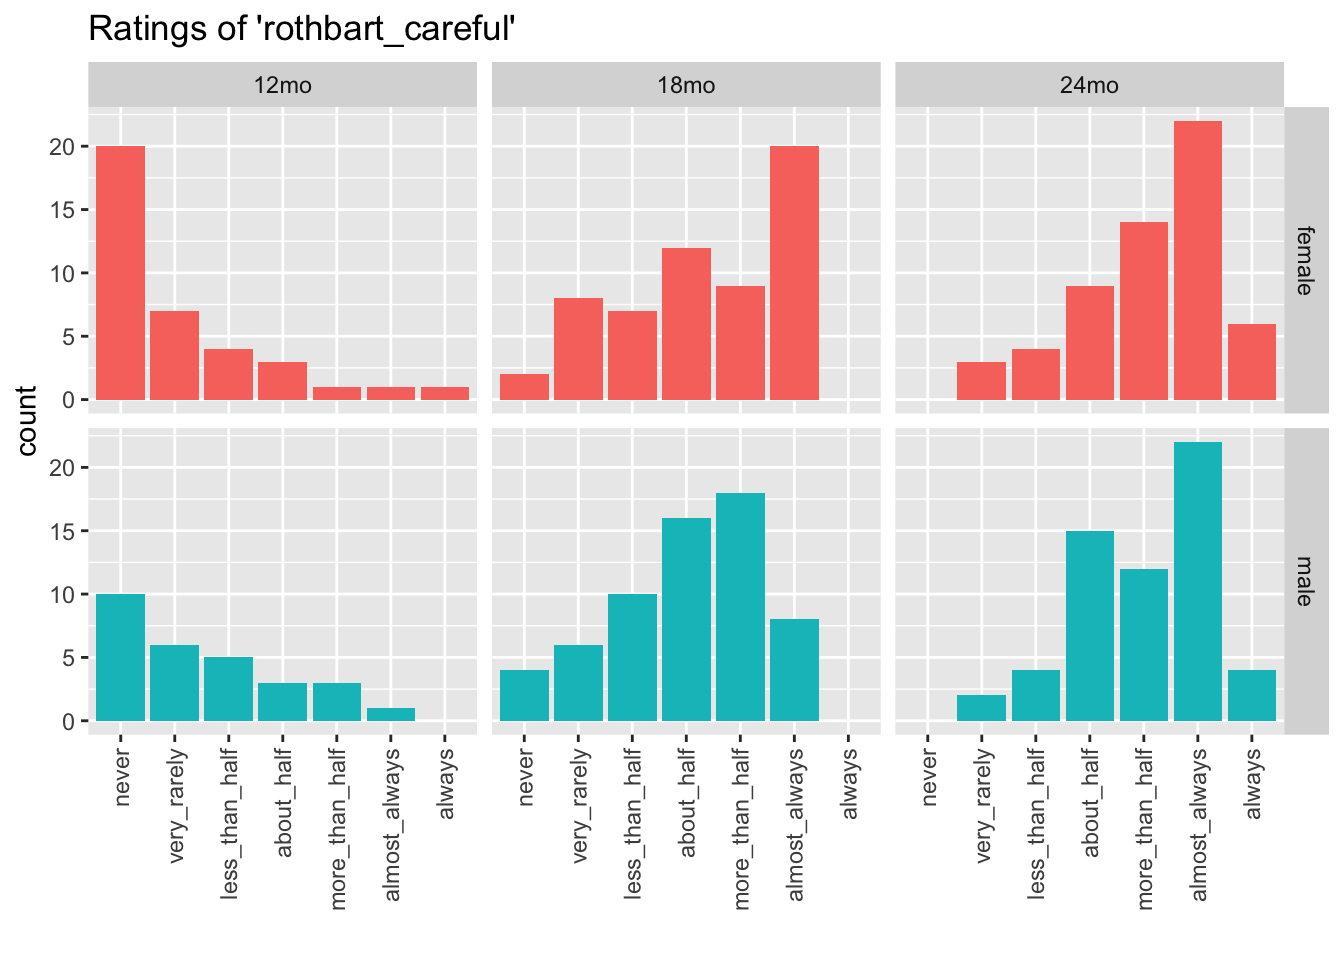 Ratings of 'rothbart_careful'
12mo 18mo 24mo
20
15
10
5
0
female
count
20
15
10
5
0
male
never very_rarely less_than_half about_half more_than_half almost_always always
never very_rarely less_than_half about_half more_than_half almost_always always
never very_rarely less_than_half about_half more_than_half almost_always always